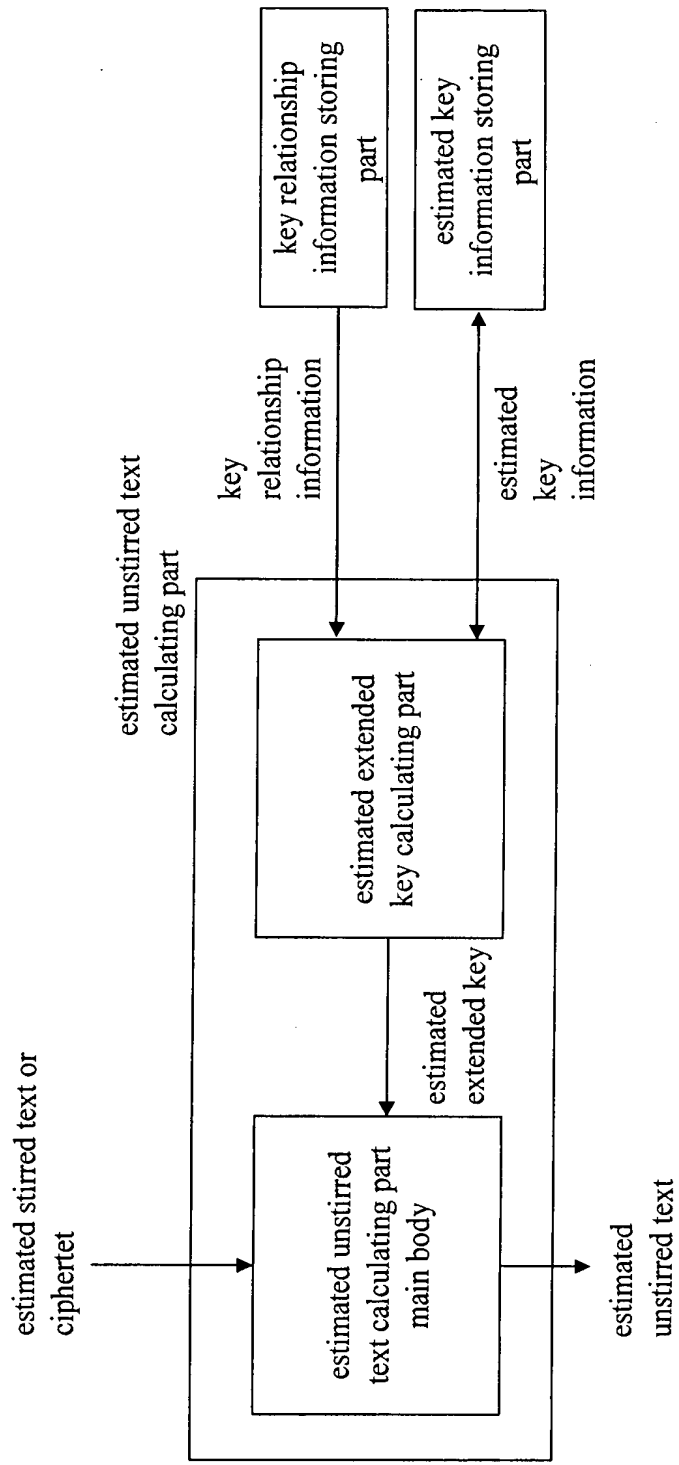 estimated stirred text or
ciphertet
estimated unstirred text
calculating part
estimated unstirred
text calculating part
main body
estimated
extended key
estimated extended
key calculating part
key
relationship
information
key relationship
information storing
part
estimated
key
information
estimated key
information storing
part
estimated
unstirred text